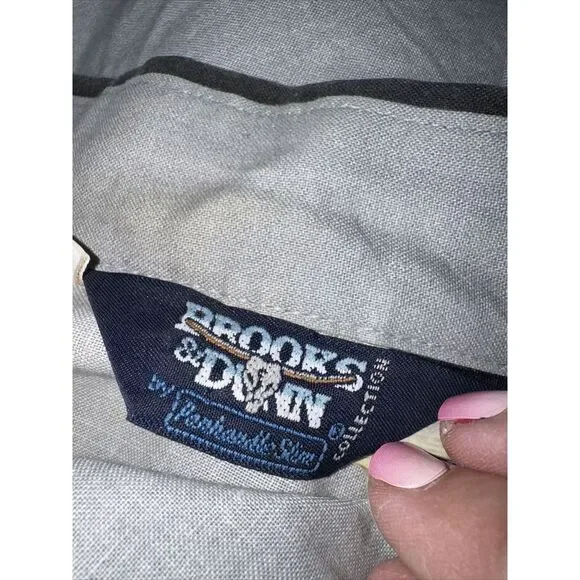 BROOKS
& DUNN
COLLECTION®
by Panhandle Slim